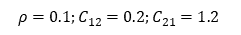 ρ = 0.1; C₁₂ = 0.2; C₂₁ = 1.2